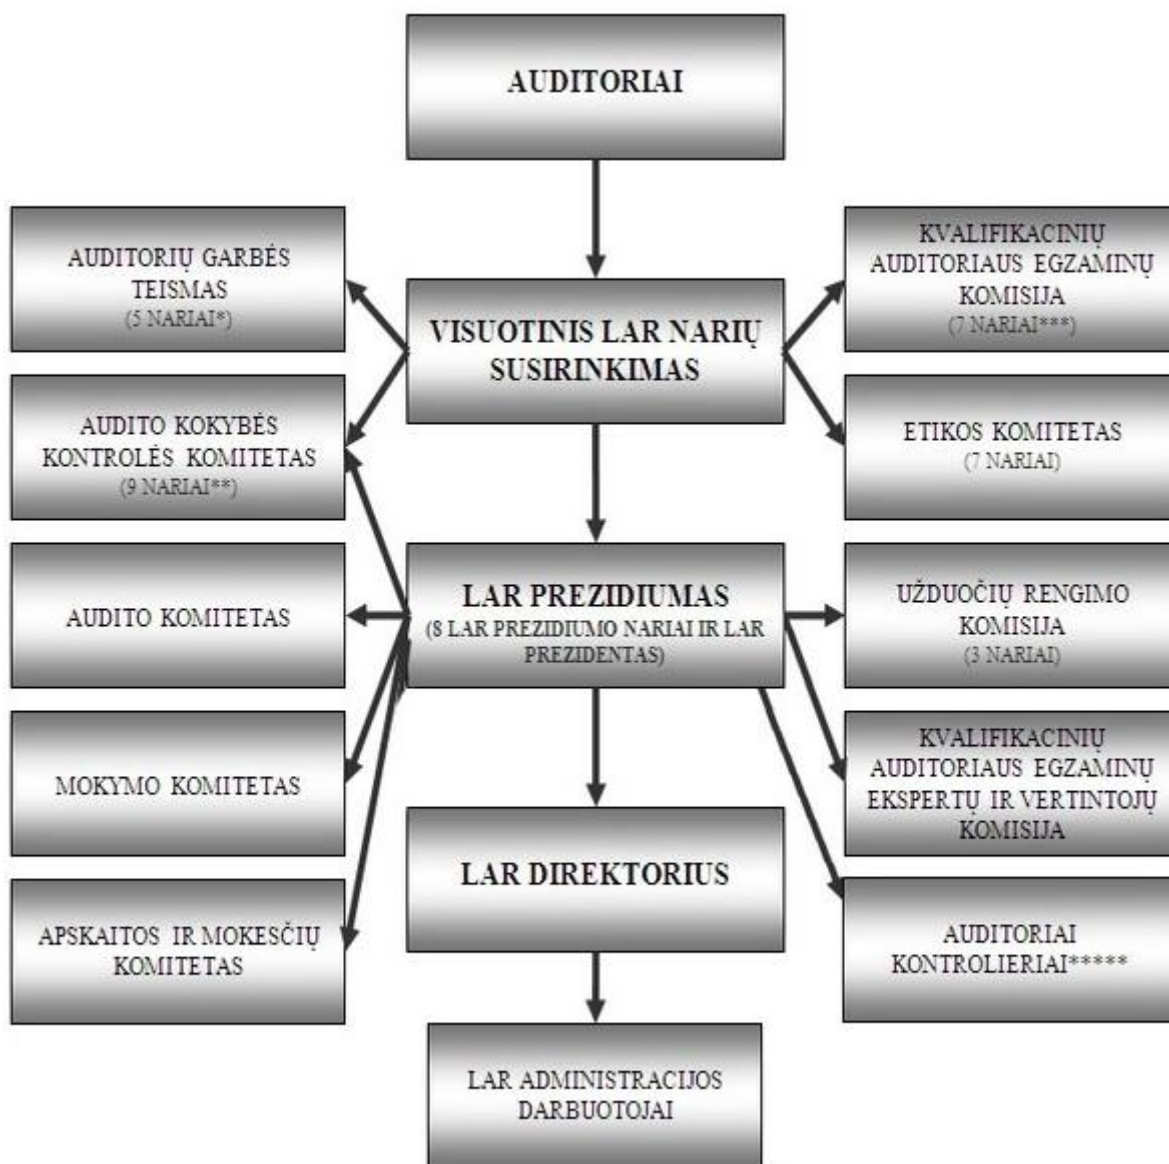 AUDITORIAI
AUDITORIŲ GARBĖS
TEISMAS
(5 NARIAI*)
KVALIFIKACINIŲ
AUDITORIAUS EGZAMINŲ
KOMISIJA
(7 NARIAI***)
VISUOTINIS LAR NARIŲ
SUSIRINKIMAS
AUDITO KOKYBĖS
KONTROLĖS KOMITETAS
(9 NARIAI**)
ETIKOS KOMITETAS
(7 NARIAI)
AUDITO KOMITETAS
LAR PREZIDIUMAS
(8 LAR PREZIDIUMO NARIAI IR LAR
PREZIDENTAS)
UŽDUOČIŲ RENGIMO
KOMISIJA
(3 NARIAI)
MOKYMO KOMITETAS
KVALIFIKACINIŲ
AUDITORIAUS EGZAMINŲ
EKSPERTŲ IR VERTINTOJŲ
KOMISIJA
LAR DIREKTORIUS
APSKAITOS IR MOKESČIŲ
KOMITETAS
AUDITORIAI
KONTROLIERIAI*****
LAR ADMINISTRACIJOS
DARBUOTOJAI